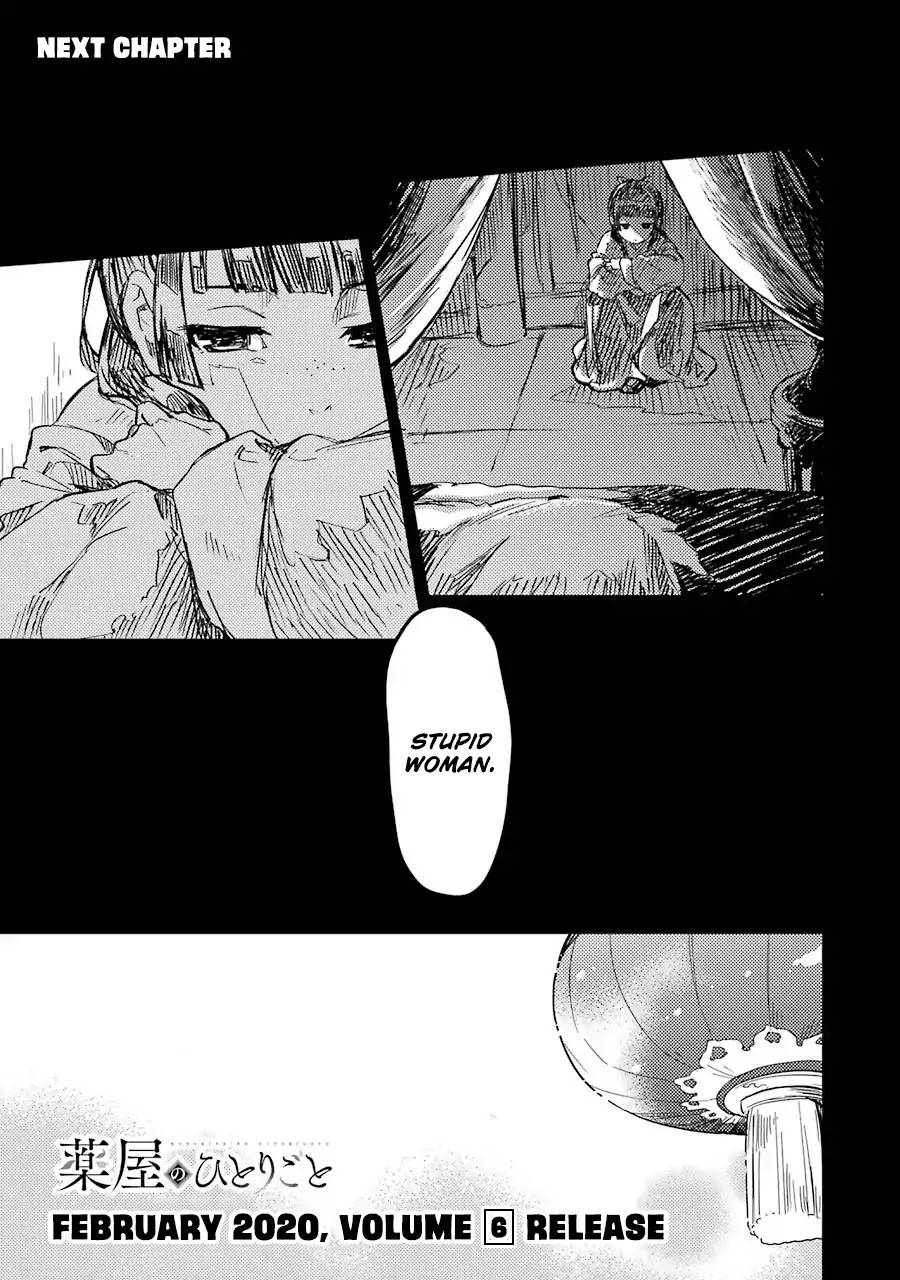 NEXT CHAPTER
STUPID
WOMAN.
薬屋のひとりごと
FEBRUARY 2020, VOLUME 6 RELEASE